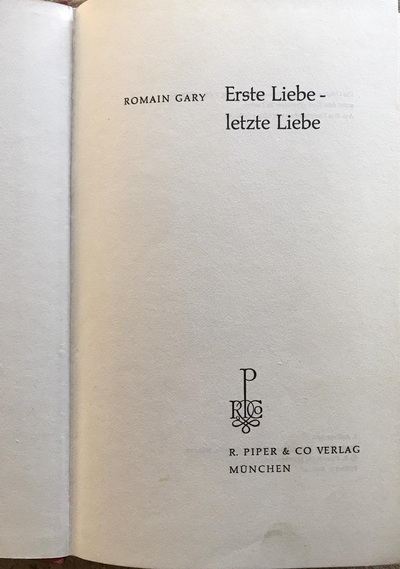 ROMAIN GARY Erste Liebe -
letzte Liebe
P
R.P.&Co
R. PIPER & CO VERLAG
MÜNCHEN